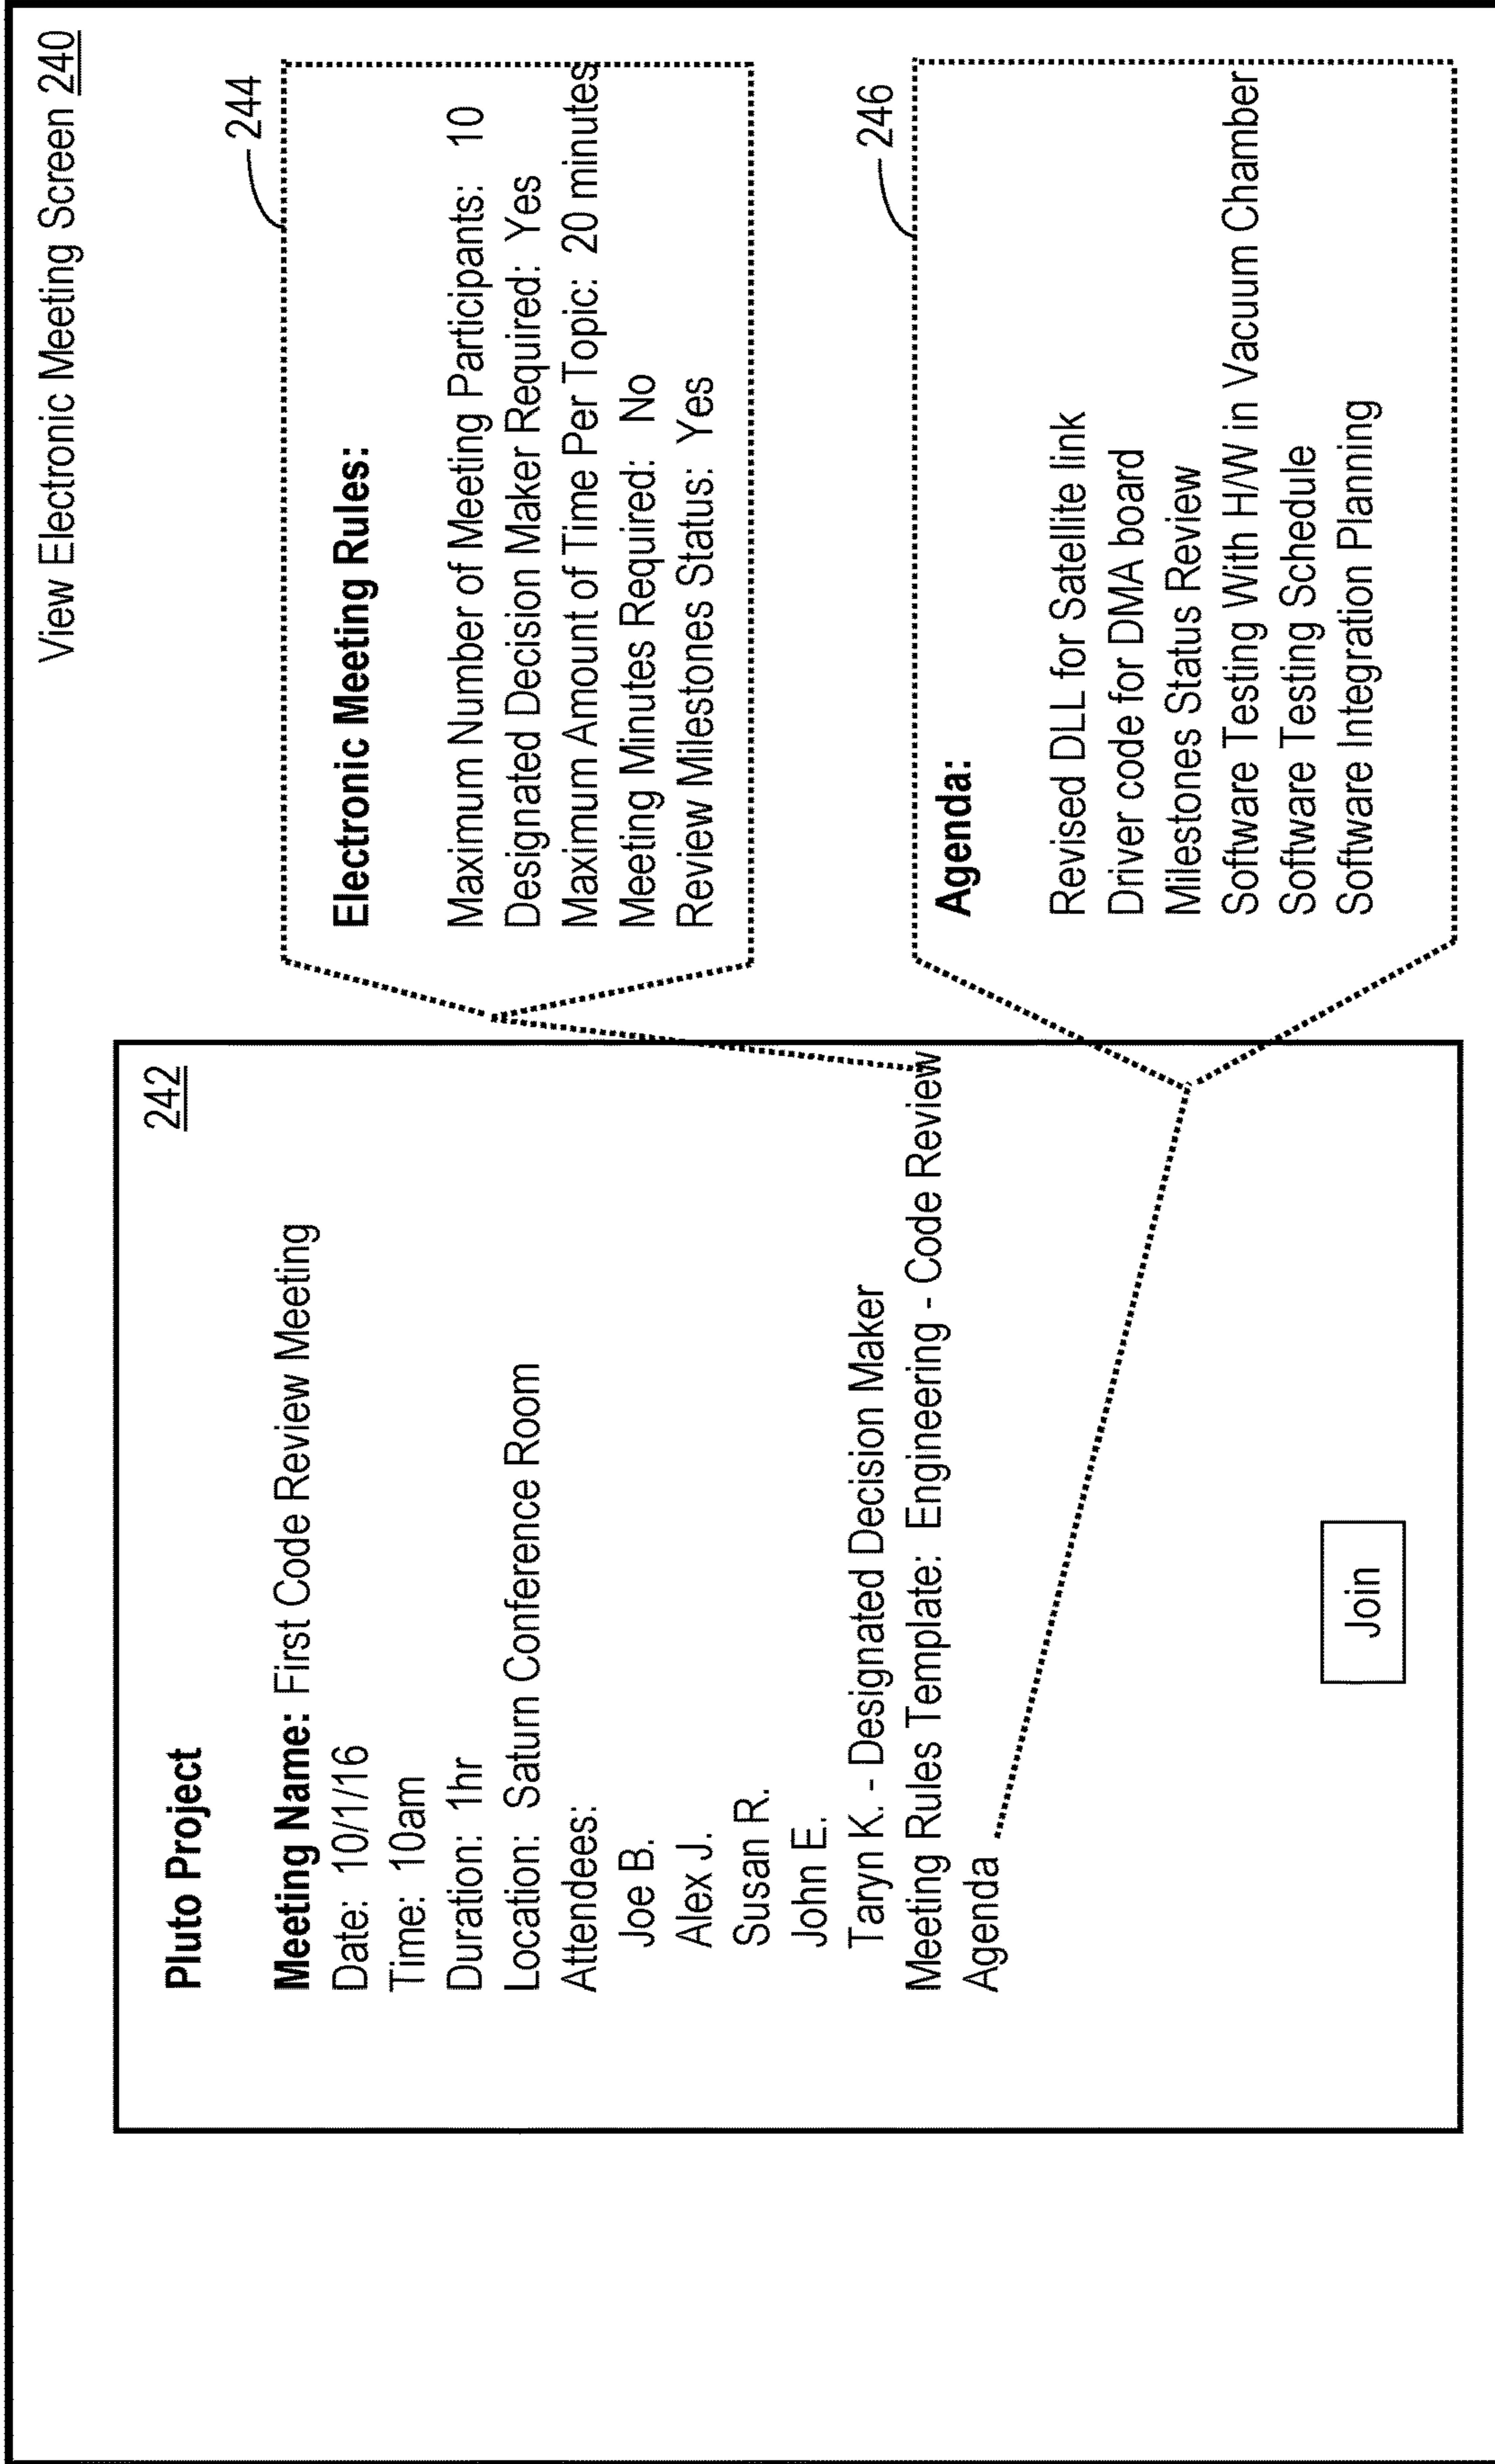 View Electronic Meeting Screen 240
242
Pluto Project
Meeting Name: First Code Review Meeting
Date: 10/1/16
Time: 10am
Duration: 1hr
Location: Saturn Conference Room
Attendees:
Joe B.
Alex J.
Susan R.
John E.
Taryn K. - Designated Decision Maker
Meeting Rules Template: Engineering - Code Review
Agenda
Join
244
Electronic Meeting Rules:
Maximum Number of Meeting Participants: 10
Designated Decision Maker Required: Yes
Maximum Amount of Time Per Topic: 20 minutes
Meeting Minutes Required: No
Review Milestones Status: Yes
246
Agenda:
Revised DLL for Satellite link
Driver code for DMA board
Milestones Status Review
Software Testing With H/W in Vacuum Chamber
Software Testing Schedule
Software Integration Planning